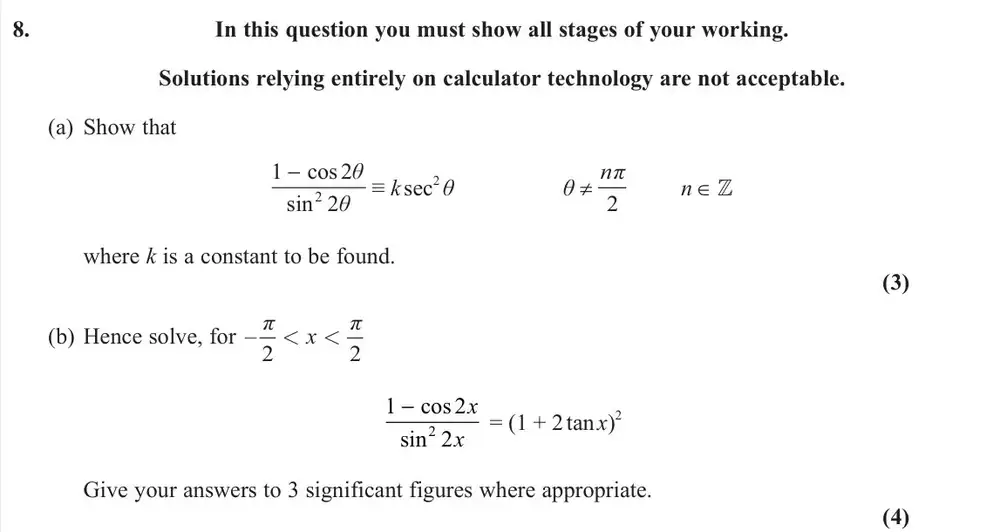 8. In this question you must show all stages of your working.
Solutions relying entirely on calculator technology are not acceptable.
(a) Show that
(1 − cos 2θ)/(sin² 2θ) ≡ k sec² θ    θ ≠ nπ/2    n ∈ ℤ
where k is a constant to be found.
(3)
(b) Hence solve, for −π/2 < x < π/2
(1 − cos 2x)/(sin² 2x) = (1 + 2 tan x)²
Give your answers to 3 significant figures where appropriate.
(4)